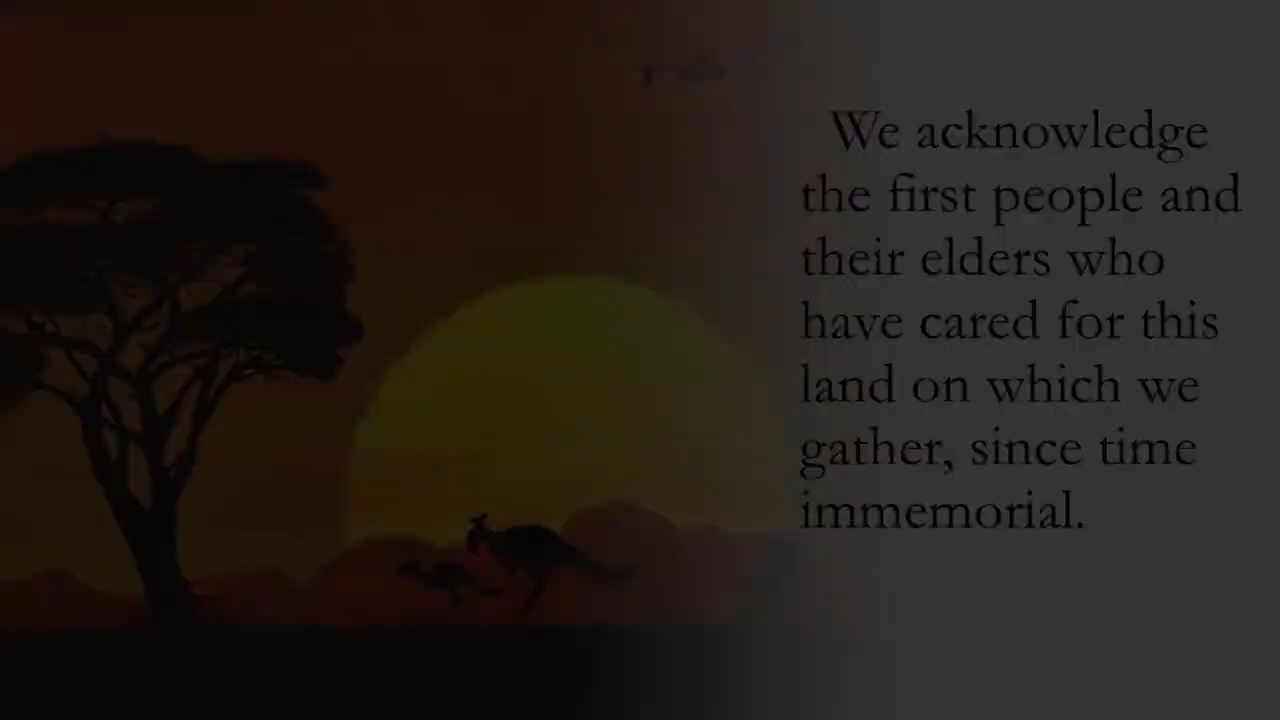 We acknowledge
the first people and
their elders who
have cared for this
land on which we
gather, since time
immemorial.